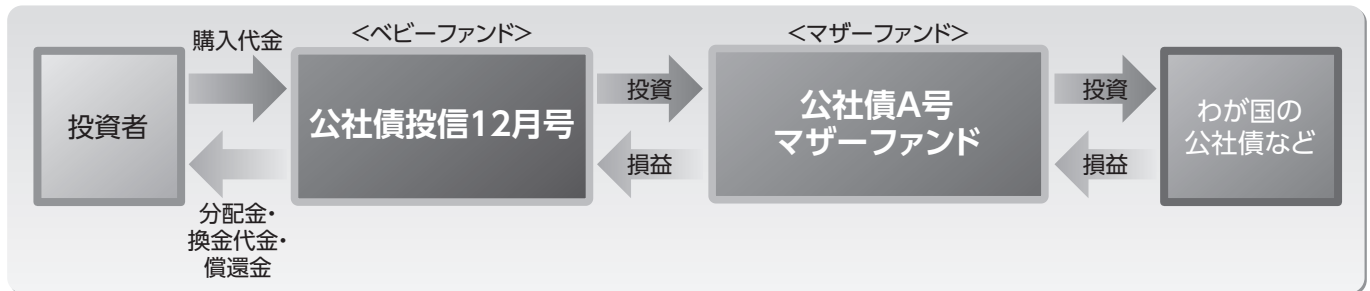 投資者
購入代金
分配金・
換金代金・
償還金
<ベビーファンド>
公社債投信12月号
投資
損益
<マザーファンド>
公社債A号
マザーファンド
投資
損益
わが国の
公社債など